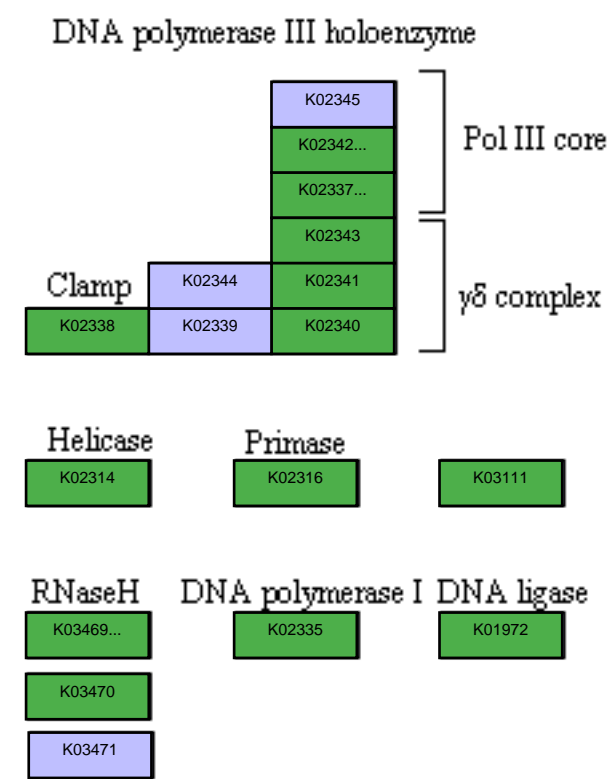 DNA polymerase III holoenzyme
K02345
K02342...
Pol III core
K02337...
K02343
Clamp
K02344
K02341
γδ complex
K02338
K02339
K02340
Helicase
Primase
K02314
K02316
K03111
RNaseH
DNA polymerase I
DNA ligase
K03469...
K02335
K01972
K03470
K03471